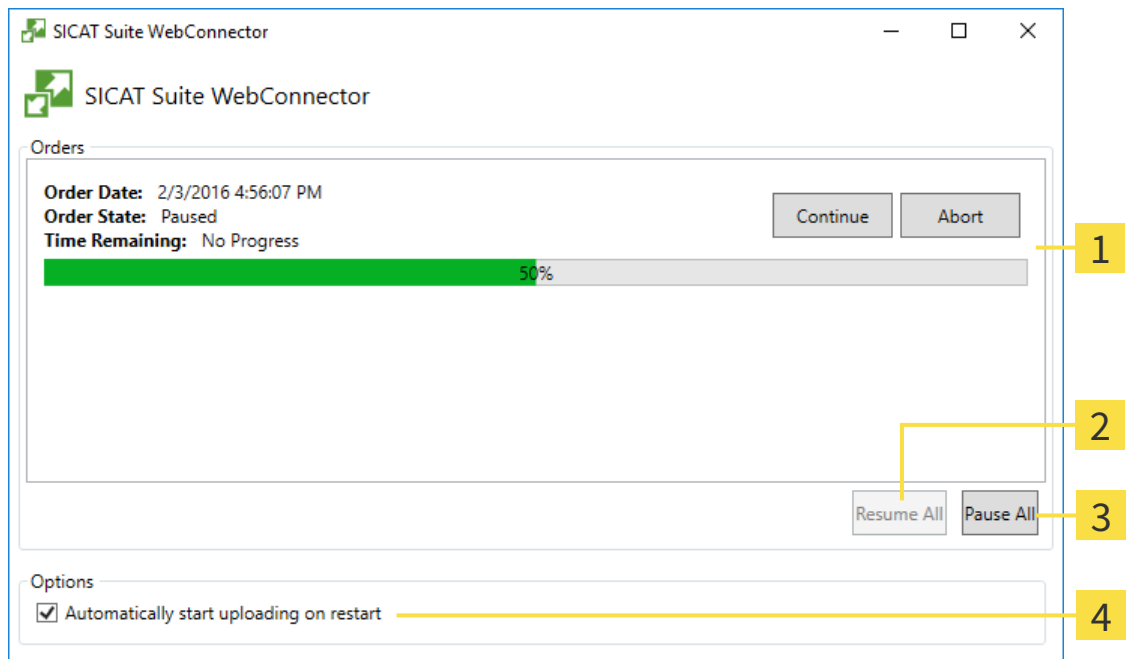 SICAT Suite WebConnector
SICAT Suite WebConnector
Orders
Order Date: 2/3/2016 4:56:07 PM
Order State: Paused
Time Remaining: No Progress
Continue
Abort
50%
1
2
Resume All
Pause All
3
Options
Automatically start uploading on restart
4